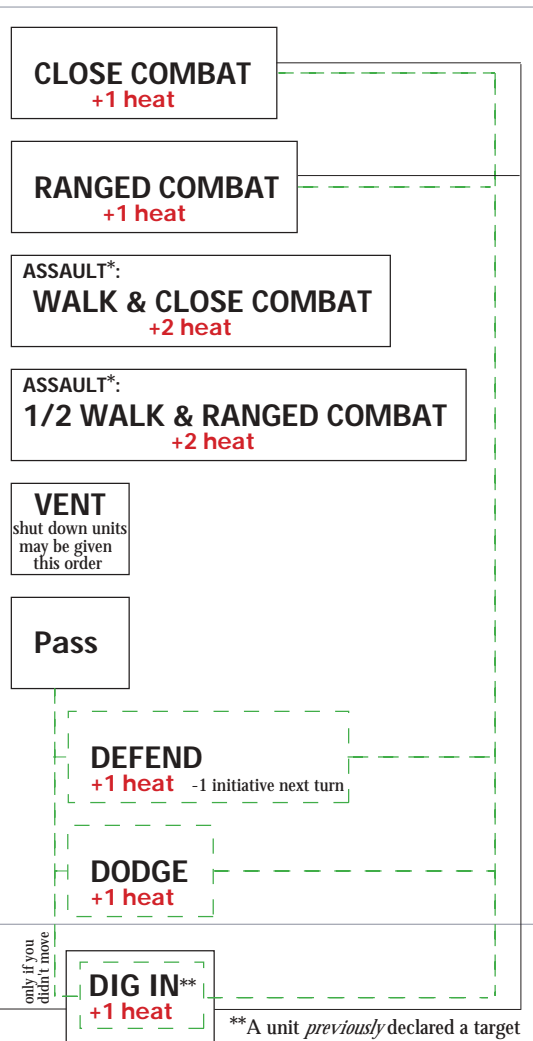 CLOSE COMBAT
+1 heat
RANGED COMBAT
+1 heat
ASSAULT*:
WALK & CLOSE COMBAT
+2 heat
ASSAULT*:
1/2 WALK & RANGED COMBAT
+2 heat
VENT
shut down units
may be given
this order
Pass
DEFEND
+1 heat -1 initiative next turn
DODGE
+1 heat
only if you
didn't move
DIG IN**
+1 heat
**A unit previously declared a target